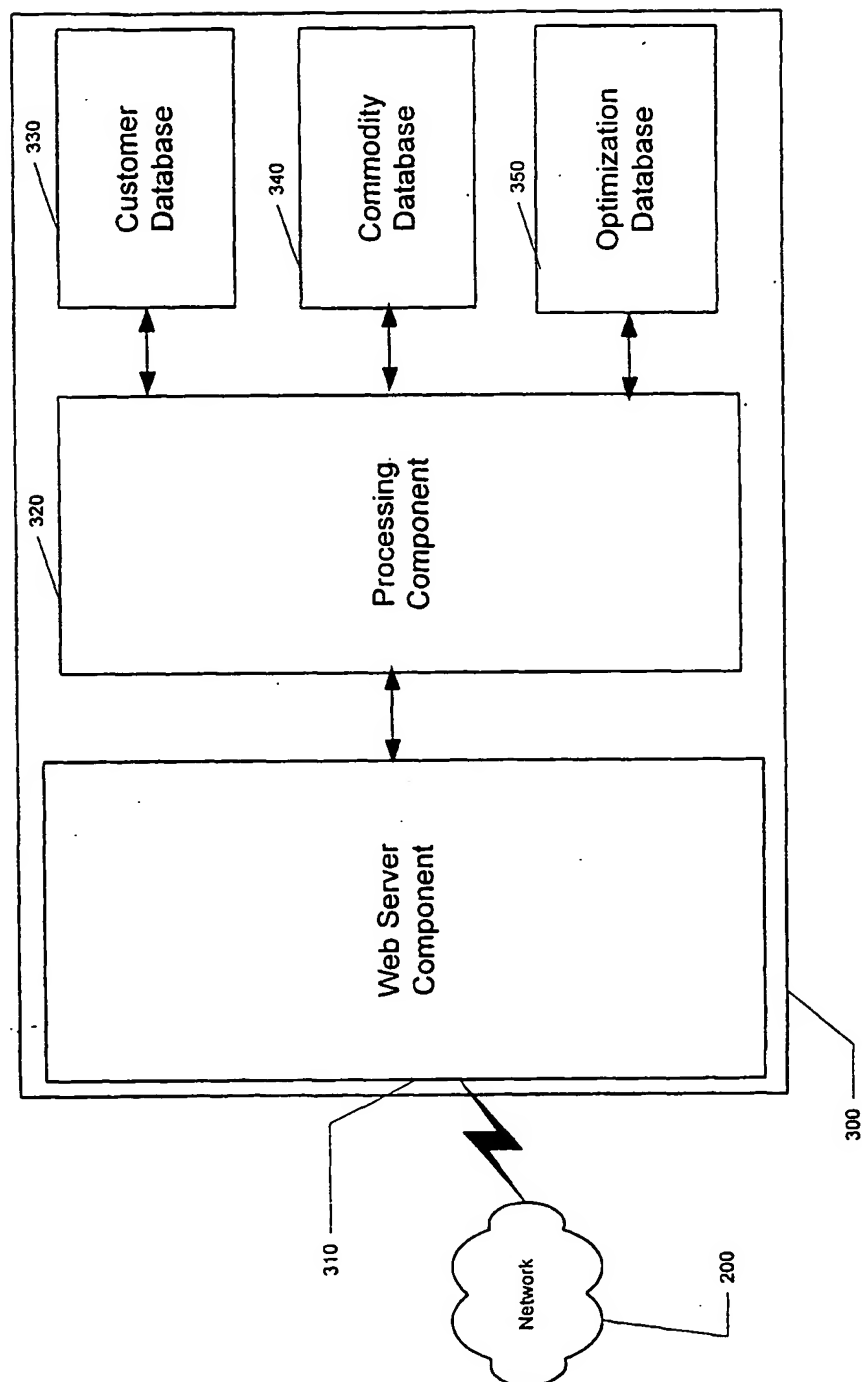 330
Customer
Database
340
Commodity
Database
350
Optimization
Database
320
Processing
Component
Web Server
Component
310
300
Network
200